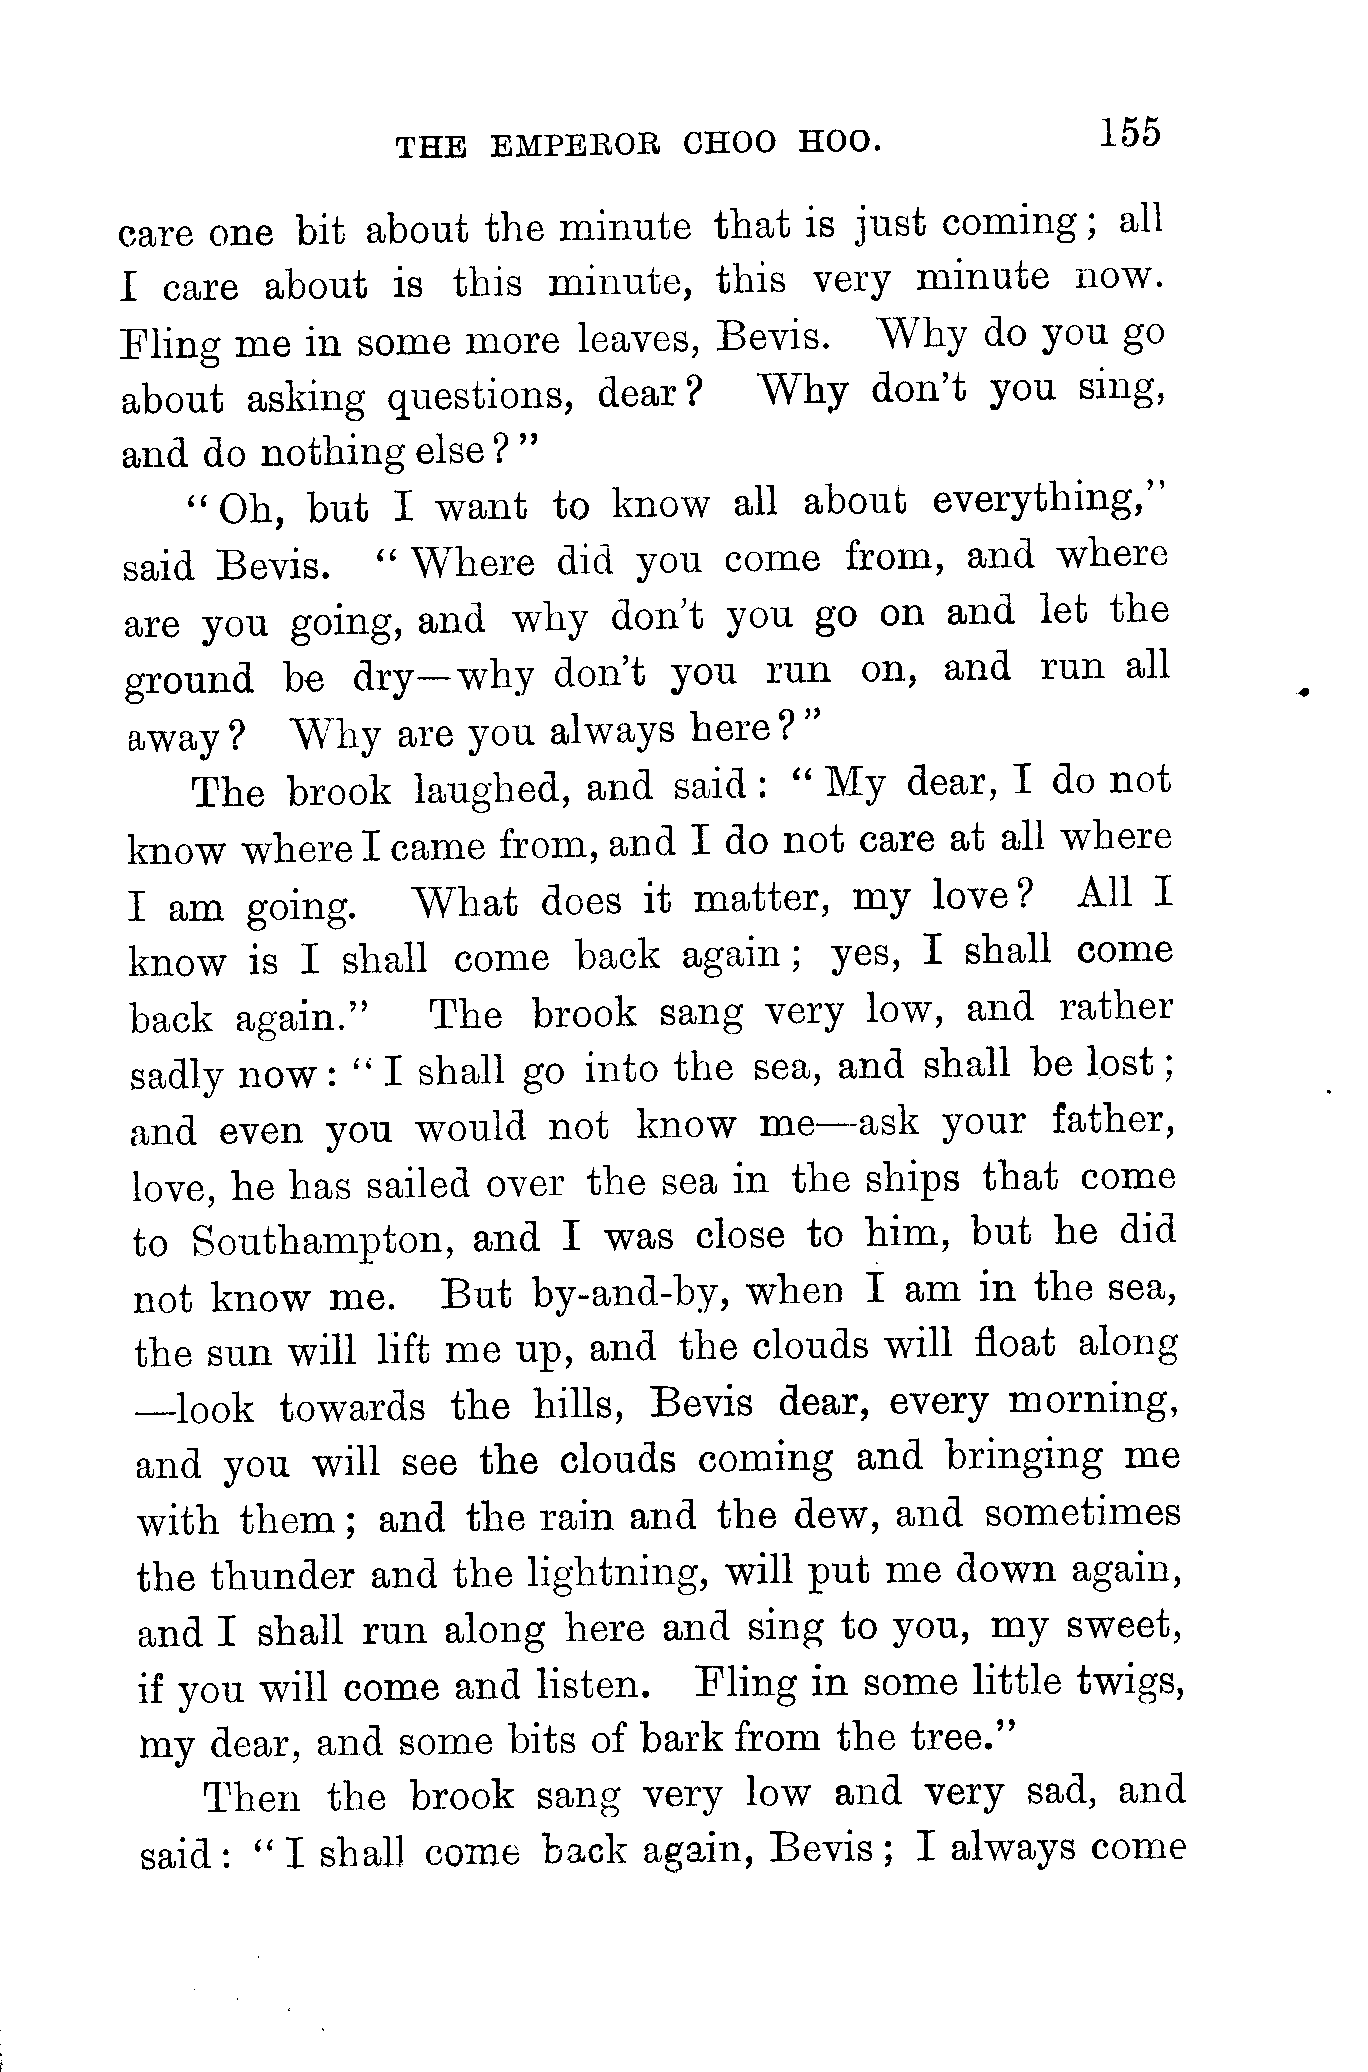 THE EMPEROR CHOO HOO. 155
care one bit about the minute that is just coming; all
I care about is this minute, this very minute now.
Fling me in some more leaves, Bevis. Why do you go
about asking questions, dear? Why don't you sing,
and do nothing else?"
"Oh, but I want to know all about everything,"
said Bevis. "Where did you come from, and where
are you going, and why don't you go on and let the
ground be dry—why don't you run on, and run all
away? Why are you always here?"
The brook laughed, and said: "My dear, I do not
know where I came from, and I do not care at all where
I am going. What does it matter, my love? All I
know is I shall come back again; yes, I shall come
back again." The brook sang very low, and rather
sadly now: "I shall go into the sea, and shall be lost;
and even you would not know me—ask your father,
love, he has sailed over the sea in the ships that come
to Southampton, and I was close to him, but he did
not know me. But by-and-by, when I am in the sea,
the sun will lift me up, and the clouds will float along
—look towards the hills, Bevis dear, every morning,
and you will see the clouds coming and bringing me
with them; and the rain and the dew, and sometimes
the thunder and the lightning, will put me down again,
and I shall run along here and sing to you, my sweet,
if you will come and listen. Fling in some little twigs,
my dear, and some bits of bark from the tree."
Then the brook sang very low and very sad, and
said: "I shall come back again, Bevis; I always come